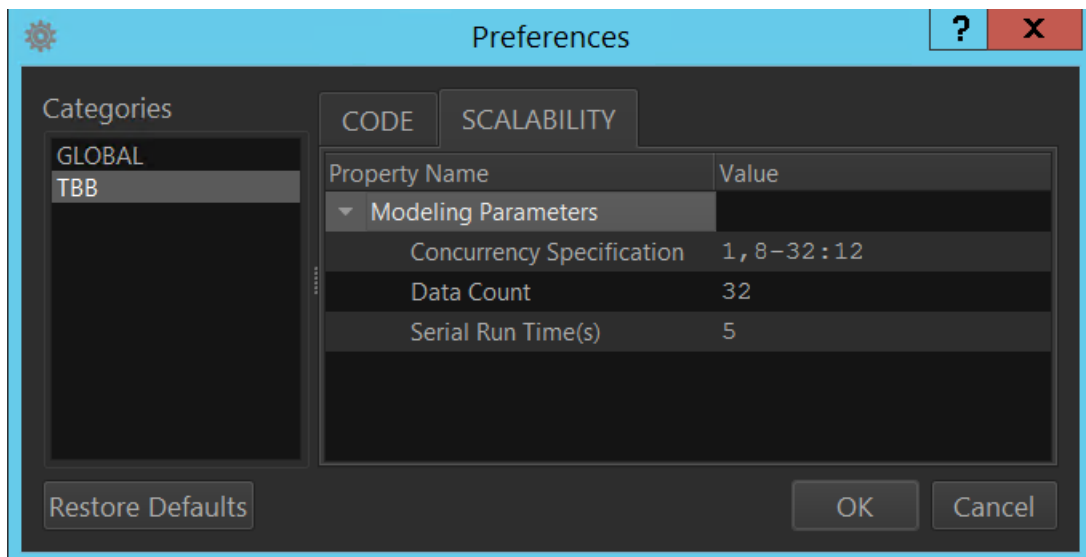 Preferences
? X
Categories
CODE SCALABILITY
GLOBAL
TBB
Property Name Value
Modeling Parameters
Concurrency Specification 1,8-32:12
Data Count 32
Serial Run Time(s) 5
Restore Defaults OK Cancel